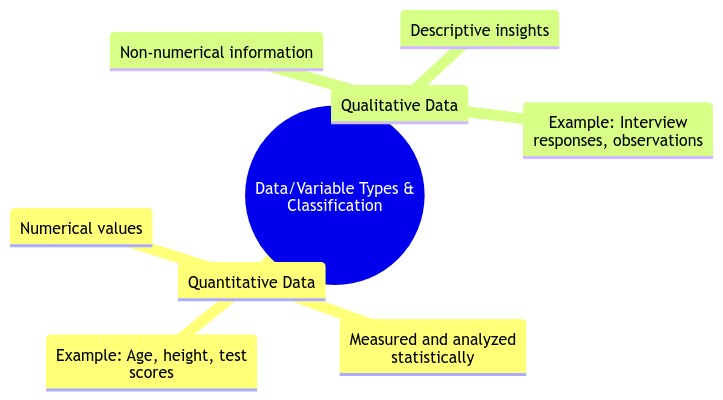 Descriptive insights
Non-numerical information
Qualitative Data
Example: Interview
responses, observations
Data/Variable Types &
Classification
Numerical values
Quantitative Data
Measured and analyzed
statistically
Example: Age, height, test
scores